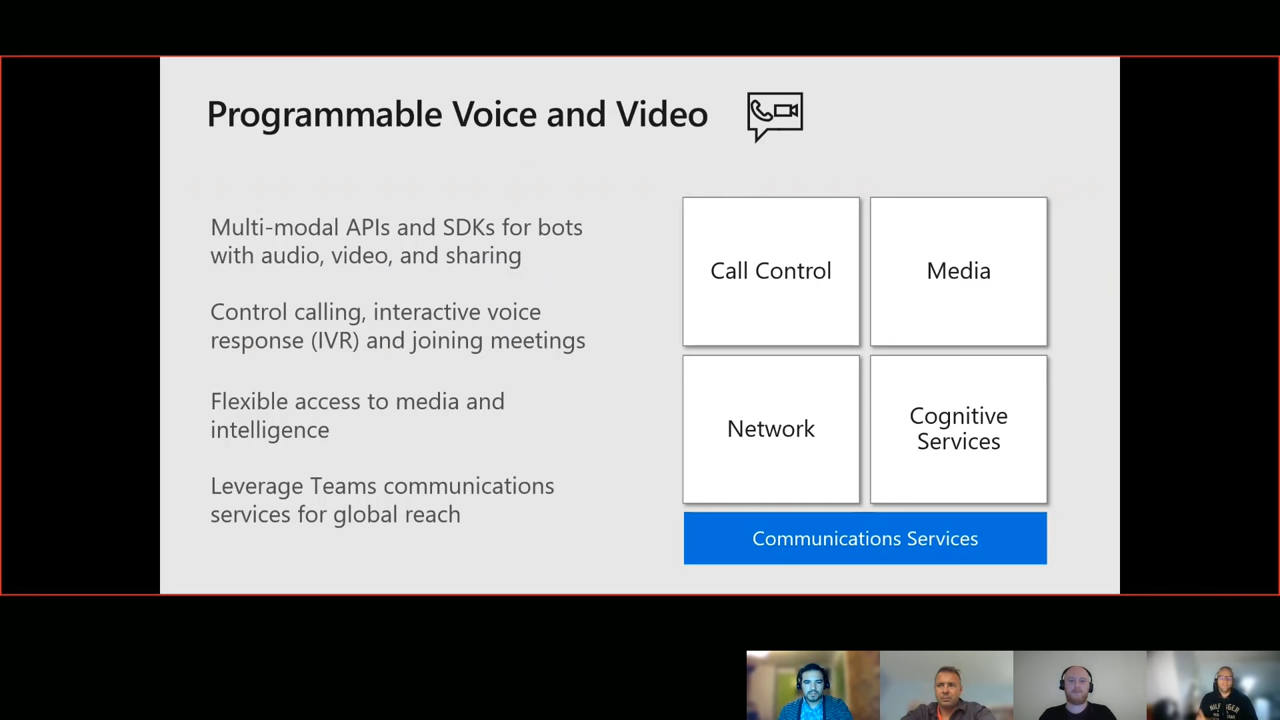 Programmable Voice and Video
Multi-modal APIs and SDKs for bots
with audio, video, and sharing
Control calling, interactive voice
response (IVR) and joining meetings
Flexible access to media and
intelligence
Leverage Teams communications
services for global reach
Call Control
Media
Network
Cognitive
Services
Communications Services